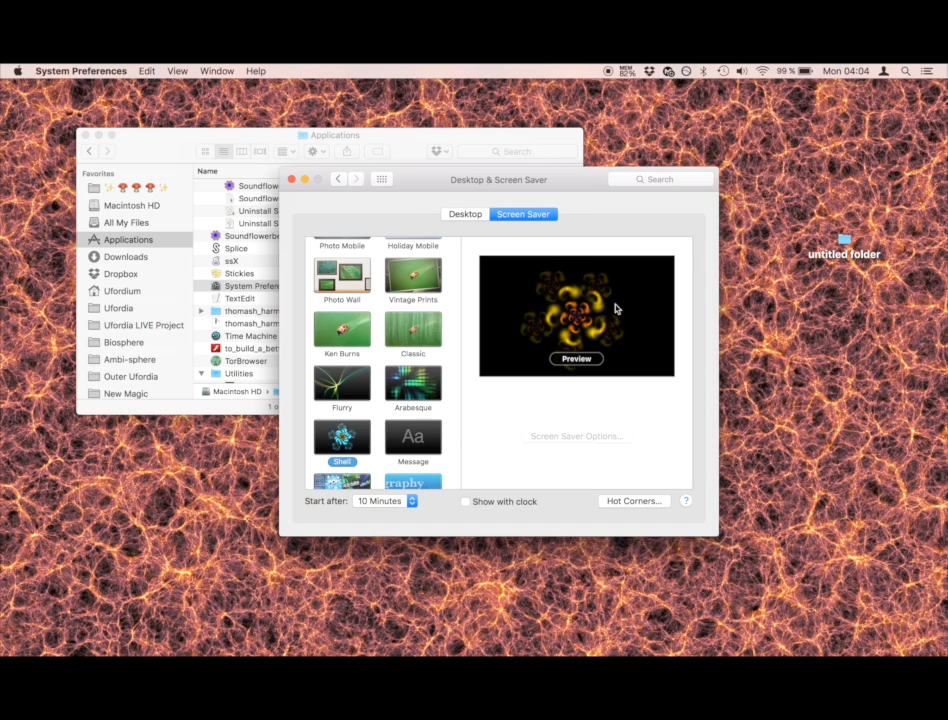 System Preferences Edit View Window Help
MEM 82% 99 % Mon 04:04
Applications
Search
Favorites
Macintosh HD
All My Files
Applications
Downloads
Dropbox
Ufordium
Ufordia
Ufordia LIVE Project
Biosphere
Ambi-sphere
Outer Ufordia
New Magic
Name
Soundflow
Soundflow
Uninstall S
Uninstall S
Soundflowerbe
Splice
ssX
Stickies
System Prefere
TextEdit
thomash_harm
thomash_harm
Time Machine
to_build_a_bet
TorBrowser
Utilities
Macintosh HD
1 o
Desktop & Screen Saver
Search
Desktop Screen Saver
Photo Mobile Holiday Mobile
Photo Wall Vintage Prints
Ken Burns Classic
Flurry Arabesque
Aa
Shell Message
graphy
Preview
Screen Saver Options...
Start after: 10 Minutes Show with clock Hot Corners... ?
untitled folder